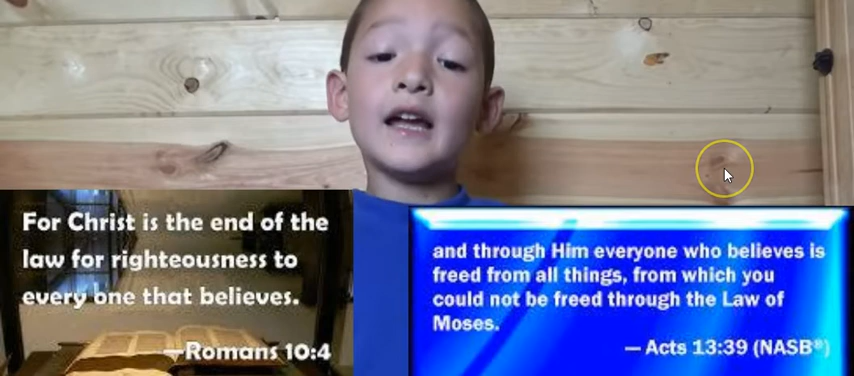 For Christ is the end of the
law for righteousness to
every one that believes.
—Romans 10:4
and through Him everyone who believes is
freed from all things, from which you
could not be freed through the Law of
Moses.
— Acts 13:39 (NASB®)